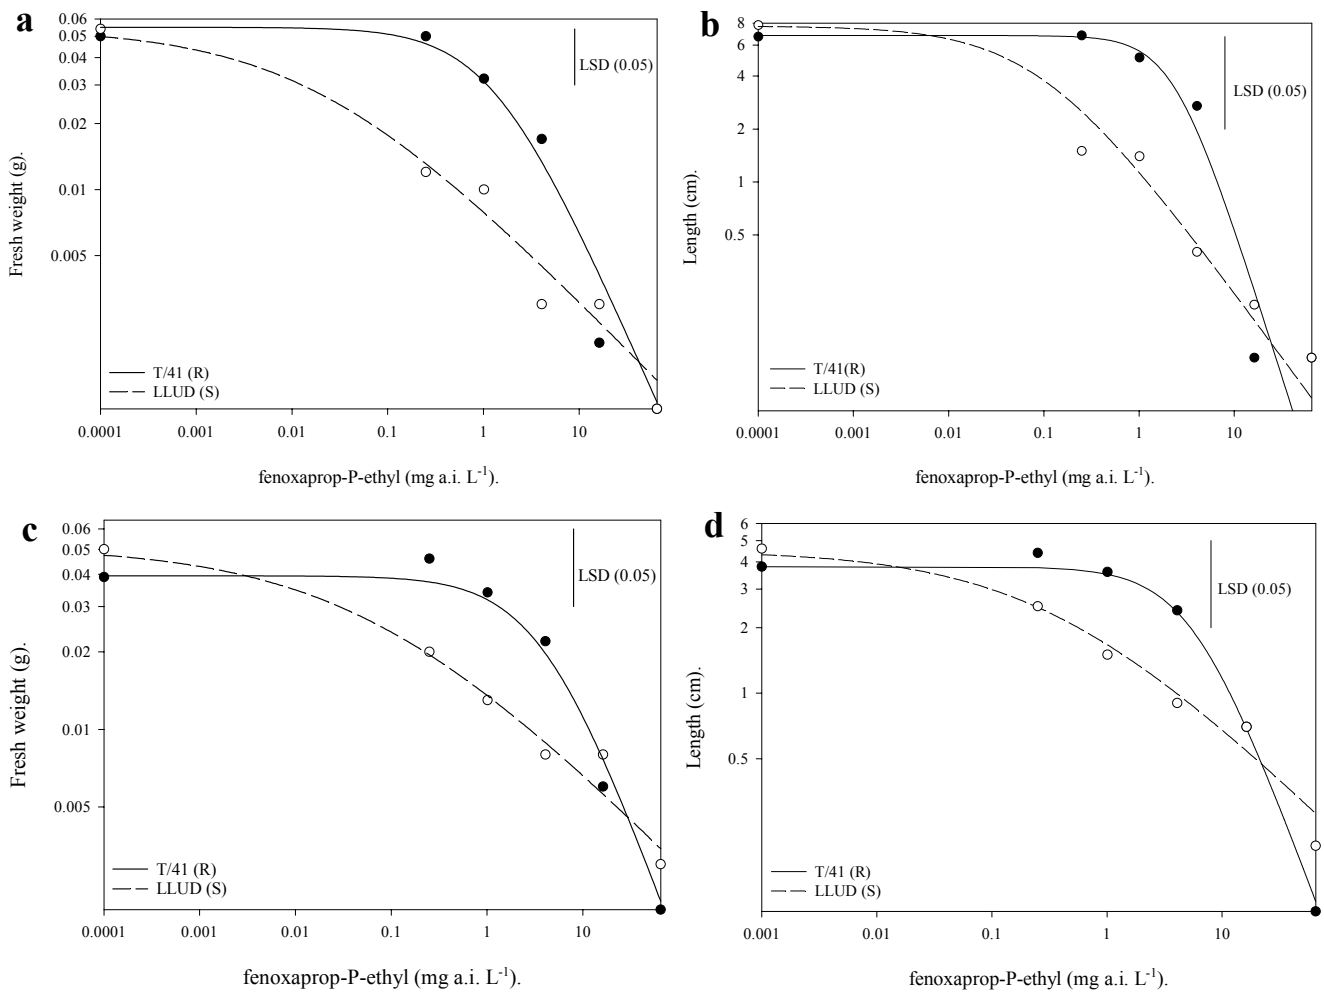 a
0.06
0.05
0.04
0.03
0.02
0.01
0.005
Fresh weight (g).
LSD (0.05)
T/41 (R)
LLUD (S)
0.0001
0.001
0.01
0.1
1
10
fenoxaprop-P-ethyl (mg a.i. L-1).
b
8
6
4
2
1
0.5
Length (cm).
LSD (0.05)
T/41(R)
LLUD (S)
0.0001
0.001
0.01
0.1
1
10
fenoxaprop-P-ethyl (mg a.i. L-1).
c
0.06
0.05
0.04
0.03
0.02
0.01
0.005
Fresh weight (g).
LSD (0.05)
T/41 (R)
LLUD (S)
0.0001
0.001
0.01
0.1
1
10
fenoxaprop-P-ethyl (mg a.i. L-1).
d
6
5
4
3
2
1
0.5
Length (cm).
LSD (0.05)
T/41 (R)
LLUD (S)
0.001
0.01
0.1
1
10
fenoxaprop-P-ethyl (mg a.i. L-1).